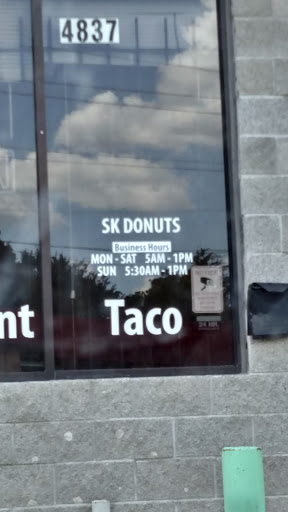 4837
SK DONUTS
Business Hours
MON - SAT 5AM - 1PM
SUN 5:30AM - 1PM
nt Taco